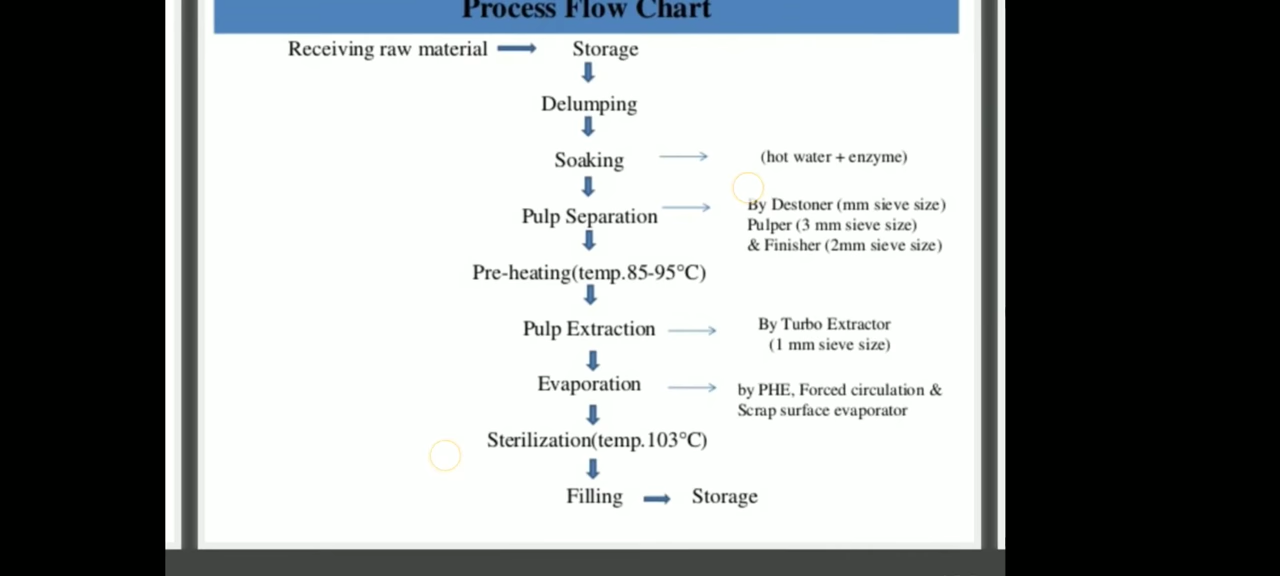 Process Flow Chart
Receiving raw material Storage
Delumping
Soaking (hot water + enzyme)
Pulp Separation By Destoner (mm sieve size)
Pulper (3 mm sieve size)
& Finisher (2mm sieve size)
Pre-heating(temp.85-95°C)
Pulp Extraction By Turbo Extractor
(1 mm sieve size)
Evaporation by PHE, Forced circulation &
Scrap surface evaporator
Sterilization(temp.103°C)
Filling Storage